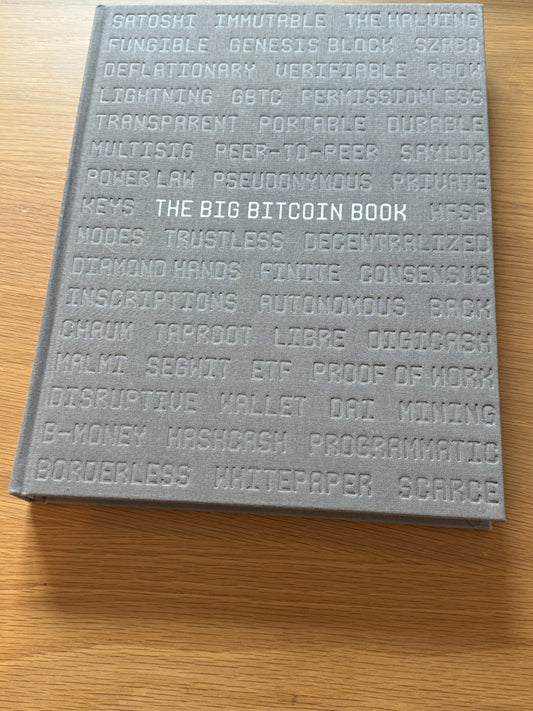 SATOSHI IMMUTABLE THE HALVING
FUNGIBLE GENESIS BLOCK SZABO
DEFLATIONARY VERIFIABLE RPOW
LIGHTNING GBTC PERMISSIONLESS
TRANSPARENT PORTABLE DURABLE
MULTISIG PEER-TO-PEER SAYLOR
POWER LAW PSEUDONYMOUS PRIVATE
KEYS THE BIG BITCOIN BOOK HFSP
NODES TRUSTLESS DECENTRALIZED
DIAMOND HANDS FINITE CONSENSUS
INSCRIPTIONS AUTONOMOUS BACK
CHAUM TAPROOT LIBRE DIGICASH
MALMI SEGWIT ETF PROOF OF WORK
DISRUPTIVE WALLET DAI MINING
B-MONEY HASHCASH PROGRAMMATIC
BORDERLESS WHITEPAPER SCARCE